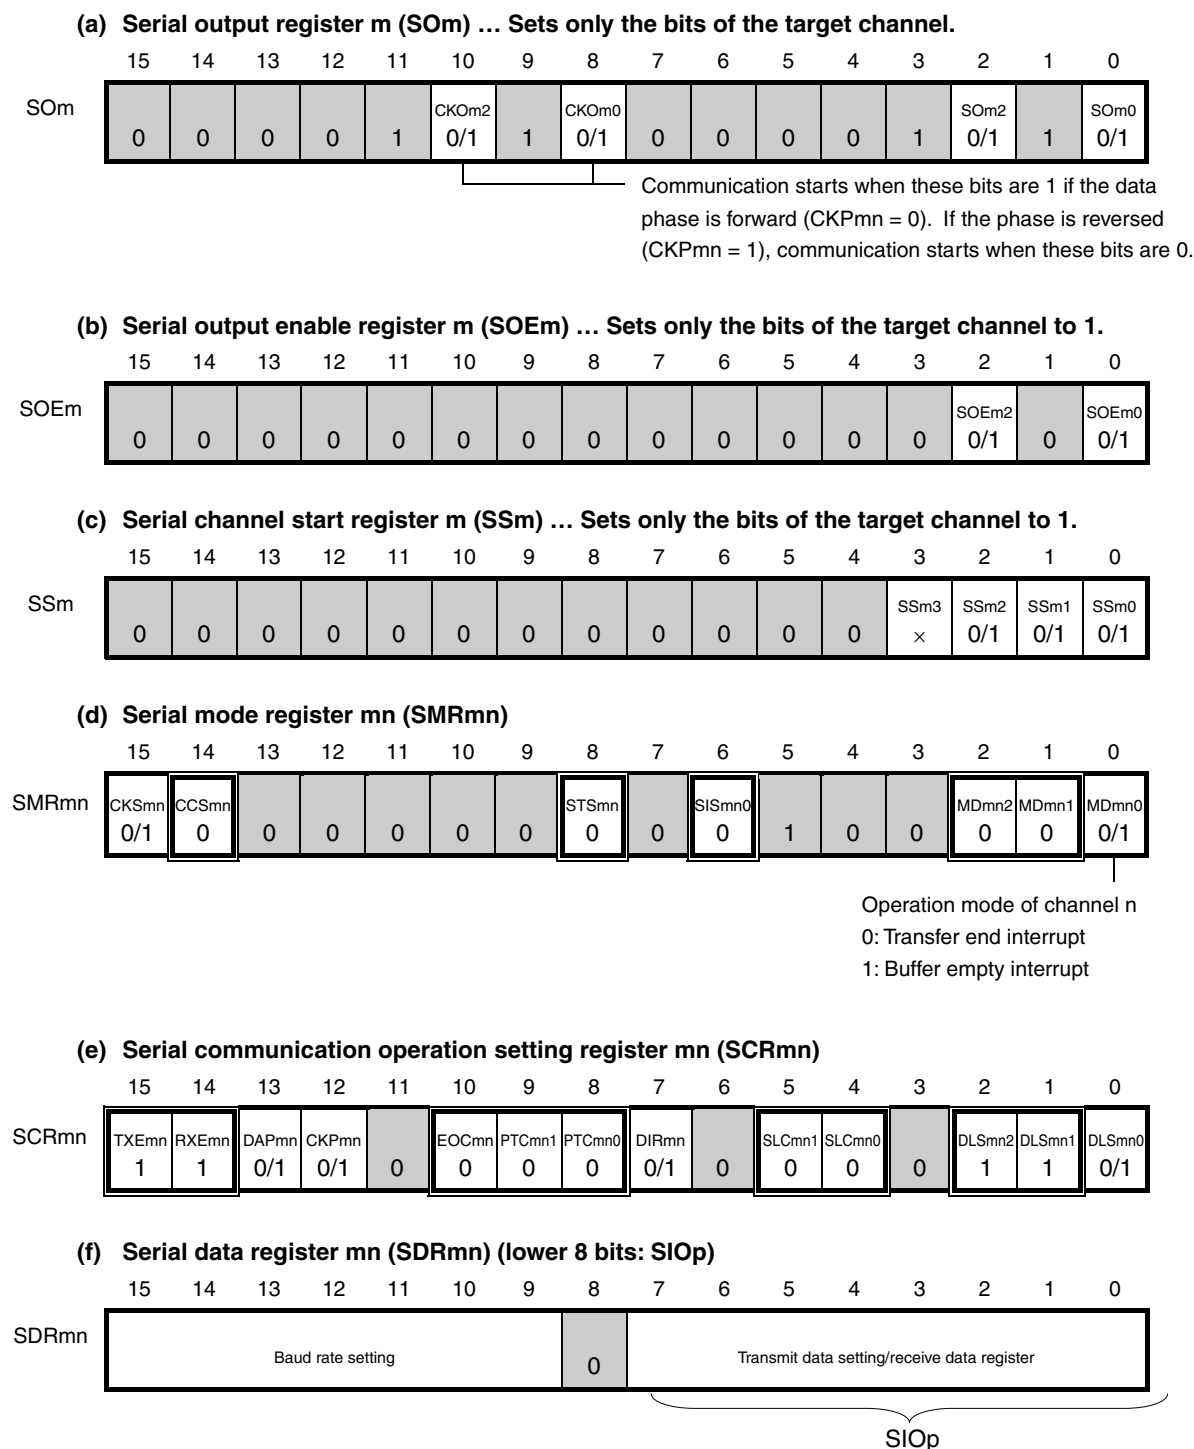 (a) Serial output register m (SOm) … Sets only the bits of the target channel.
15 14 13 12 11 10 9 8 7 6 5 4 3 2 1 0
SOm
CKOm2 CKOm0 SOm2 SOm0
0 0 0 0 1 0/1 1 0/1 0 0 0 0 1 0/1 1 0/1
Communication starts when these bits are 1 if the data
phase is forward (CKPmn = 0). If the phase is reversed
(CKPmn = 1), communication starts when these bits are 0.
(b) Serial output enable register m (SOEm) … Sets only the bits of the target channel to 1.
15 14 13 12 11 10 9 8 7 6 5 4 3 2 1 0
SOEm
SOEm2 SOEm0
0 0 0 0 0 0 0 0 0 0 0 0 0 0/1 0 0/1
(c) Serial channel start register m (SSm) … Sets only the bits of the target channel to 1.
15 14 13 12 11 10 9 8 7 6 5 4 3 2 1 0
SSm
SSm3 SSm2 SSm1 SSm0
0 0 0 0 0 0 0 0 0 0 0 0 × 0/1 0/1 0/1
(d) Serial mode register mn (SMRmn)
15 14 13 12 11 10 9 8 7 6 5 4 3 2 1 0
SMRmn
CKSmn CCSmn STSmn SISmn0 MDmn2 MDmn1 MDmn0
0/1 0 0 0 0 0 0 0 0 0 1 0 0 0 0 0/1
Operation mode of channel n
0: Transfer end interrupt
1: Buffer empty interrupt
(e) Serial communication operation setting register mn (SCRmn)
15 14 13 12 11 10 9 8 7 6 5 4 3 2 1 0
SCRmn
TXEmn RXEmn DAPmn CKPmn EOCmn PTCmn1 PTCmn0 DIRmn SLCmn1 SLCmn0 DLSmn2 DLSmn1 DLSmn0
1 1 0/1 0/1 0 0 0 0 0/1 0 0 0 0 1 1 0/1
(f) Serial data register mn (SDRmn) (lower 8 bits: SIOp)
15 14 13 12 11 10 9 8 7 6 5 4 3 2 1 0
SDRmn
Baud rate setting 0 Transmit data setting/receive data register
SIOp